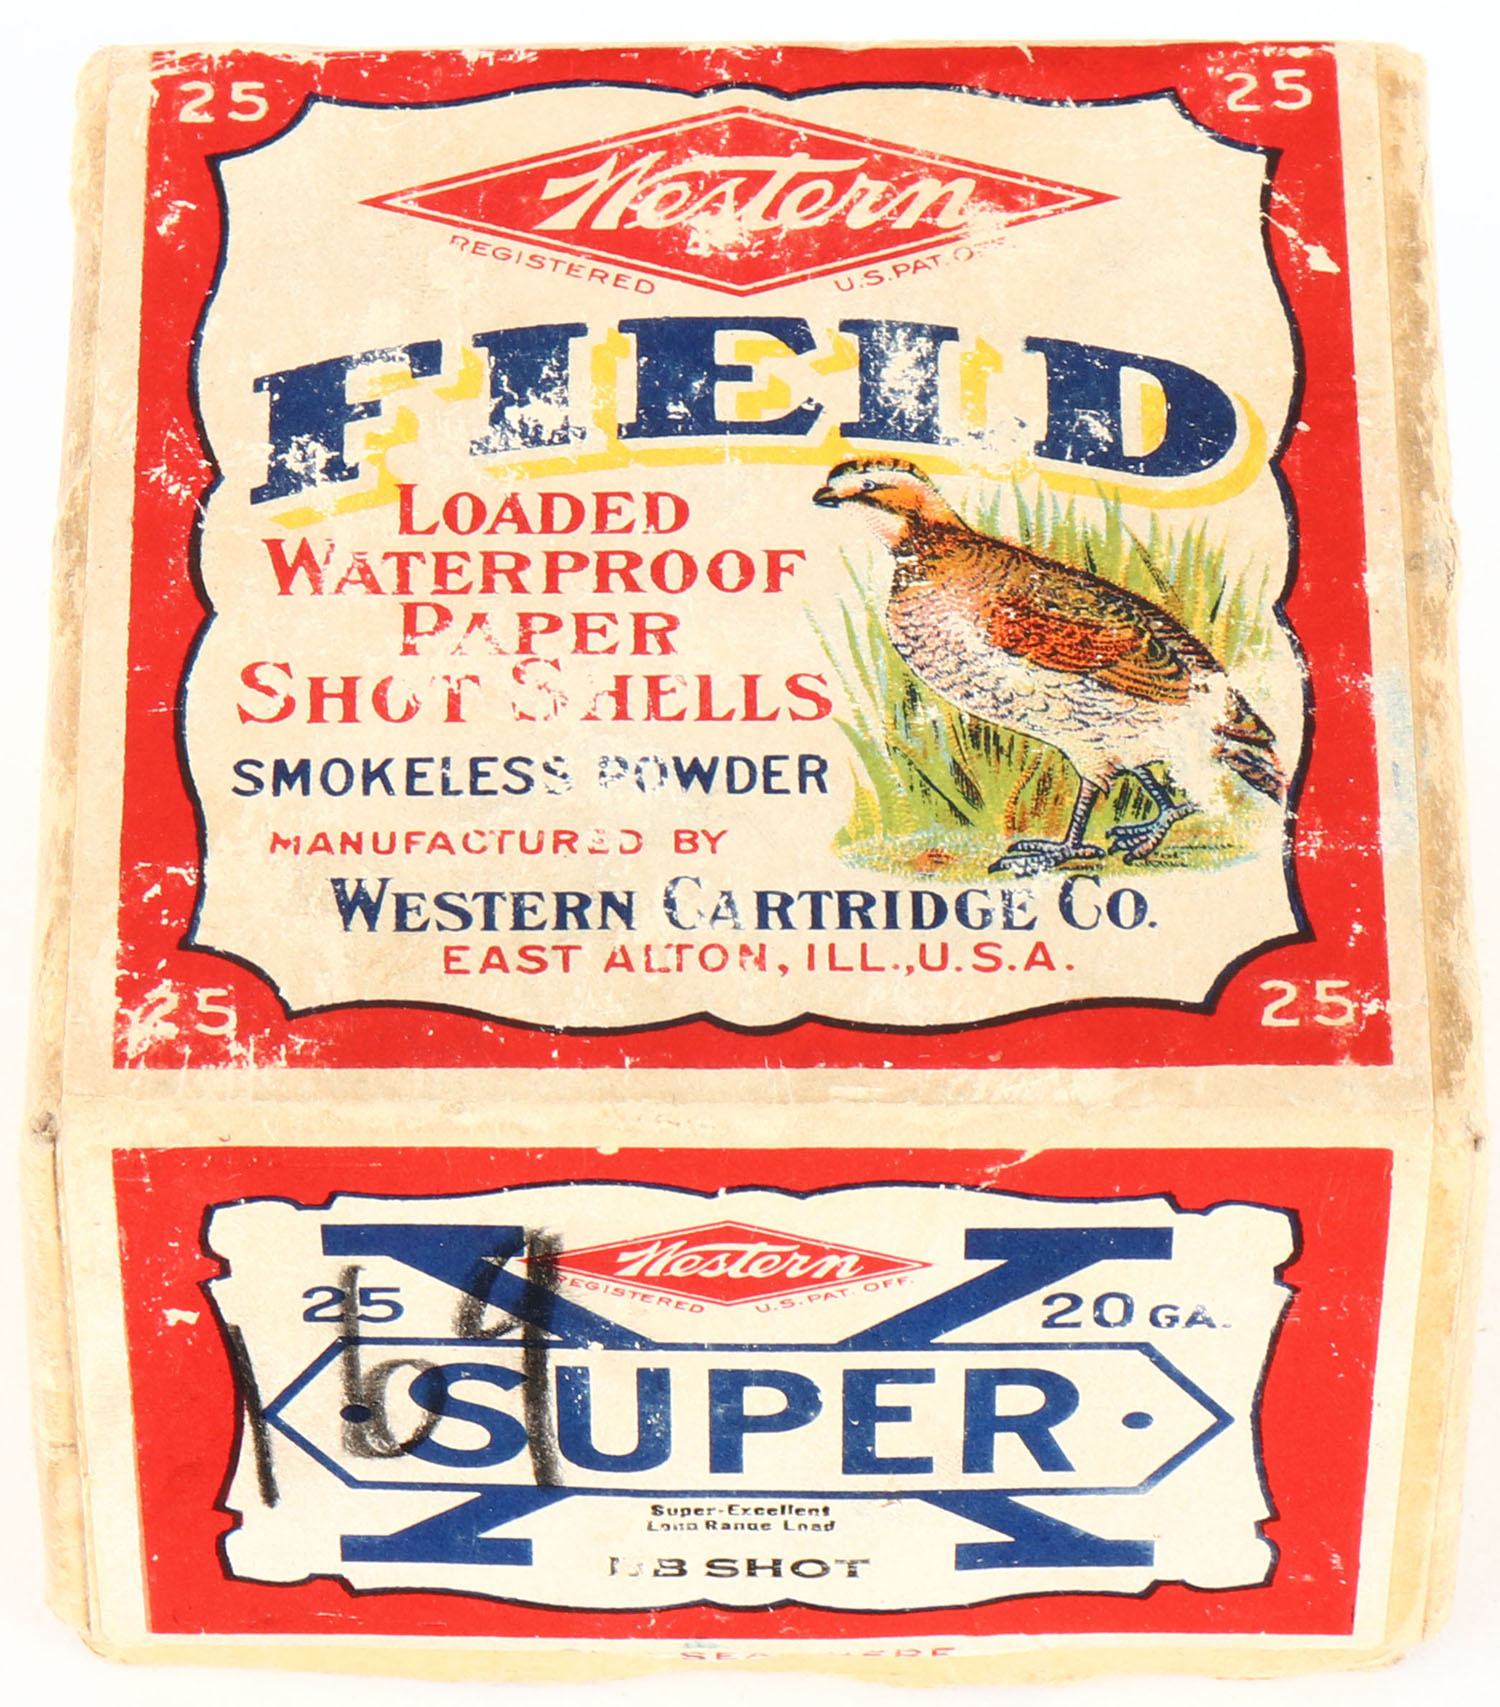 25 25
Western
REGISTERED U.S. PAT. OFF.
FIELD
LOADED
WATERPROOF
PAPER
SHOT SHELLS
SMOKELESS POWDER
MANUFACTURED BY
WESTERN CARTRIDGE CO.
EAST ALTON, ILL., U.S.A.
25 25
Western
REGISTERED U.S. PAT. OFF.
25 20 GA.
X
SUPER
169
Super-Excellent
Long Range Load
BB SHOT